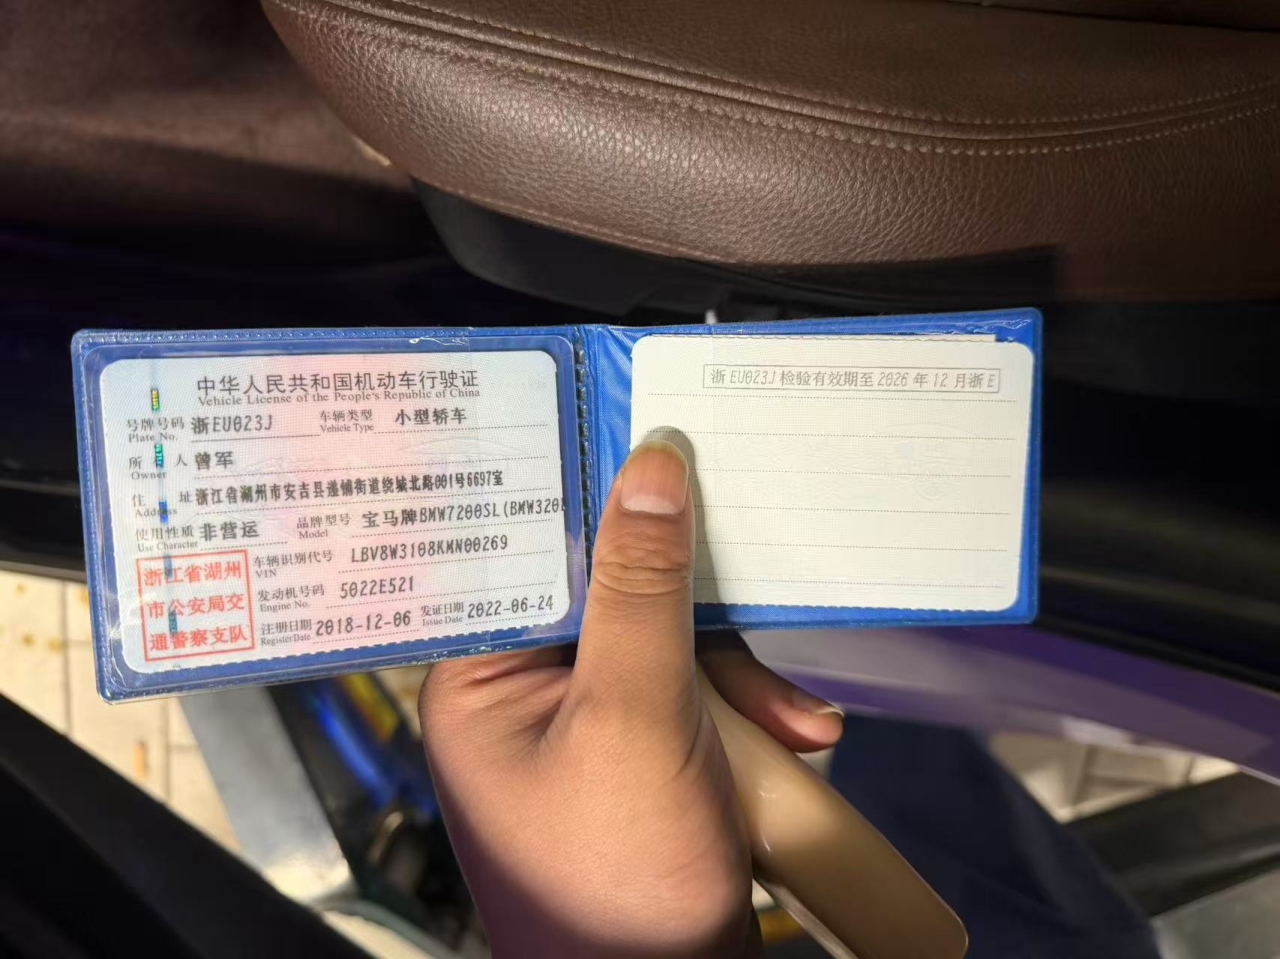 中华人民共和国机动车行驶证
Vehicle License of the People's Republic of China
号牌号码 浙EU023J 车辆类型 小型轿车
Plate No. Vehicle Type
所 人 曾军
Owner
住 址 浙江省湖州市安吉县递铺街道绕城北路001号6697室
Address
使用性质 非营运 品牌型号 宝马牌BMW7200SL(BMW320
Use Character Model
浙江省湖州
市公安局交
通警察支队
车辆识别代号 LBV8W3108KMN00269
VIN
发动机号码 5022E521
Engine No.
注册日期 2018-12-06 发证日期 2022-06-24
Register Date Issue Date
浙EU023J检验有效期至2026年12月浙E